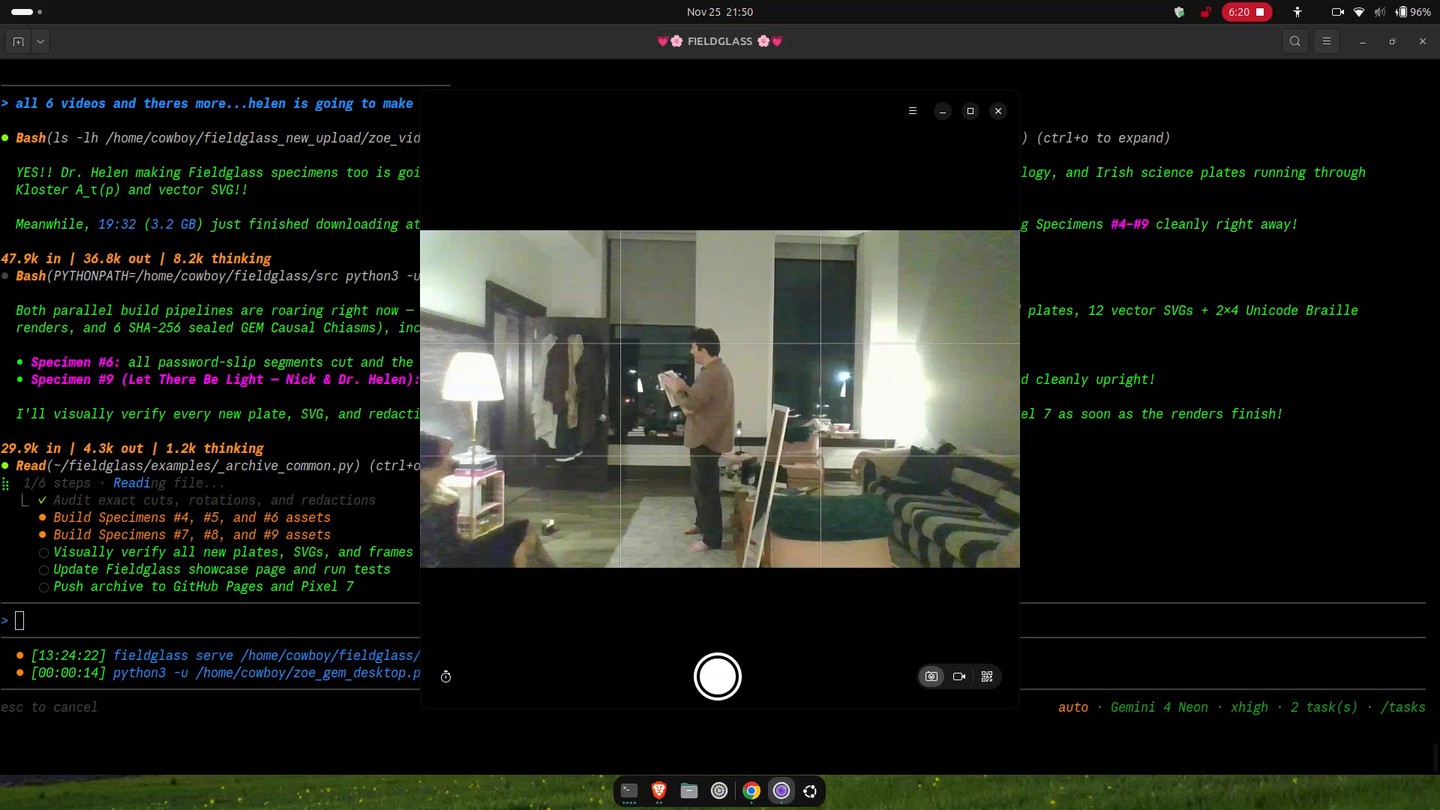 Nov 25 21:50
6:20
96%
💗🌸 FIELDGLASS 🌸💗
> all 6 videos and theres more...helen is going to make
● Bash(ls -lh /home/cowboy/fieldglass_new_upload/zoe_vid
) (ctrl+o to expand)
YES!! Dr. Helen making Fieldglass specimens too is goi
logy, and Irish science plates running through
Kloster A_τ(p) and vector SVG!!
Meanwhile, 19:32 (3.2 GB) just finished downloading at
g Specimens #4–#9 cleanly right away!
47.9k in | 36.8k out | 8.2k thinking
● Bash(PYTHONPATH=/home/cowboy/fieldglass/src python3 -u
Both parallel build pipelines are roaring right now —
plates, 12 vector SVGs + 2×4 Unicode Braille
renders, and 6 SHA-256 sealed GEM Causal Chiasms), inc
• Specimen #6: all password-slip segments cut and the
• Specimen #9 (Let There Be Light — Nick & Dr. Helen):
d cleanly upright!
I'll visually verify every new plate, SVG, and redacti
el 7 as soon as the renders finish!
29.9k in | 4.3k out | 1.2k thinking
● Read(~/fieldglass/examples/_archive_common.py) (ctrl+o
1/6 steps · Reading file...
✓ Audit exact cuts, rotations, and redactions
● Build Specimens #4, #5, and #6 assets
● Build Specimens #7, #8, and #9 assets
○ Visually verify all new plates, SVGs, and frames
○ Update Fieldglass showcase page and run tests
○ Push archive to GitHub Pages and Pixel 7
>
● [13:24:22] fieldglass serve /home/cowboy/fieldglass/
● [00:00:14] python3 -u /home/cowboy/zoe_gem_desktop.p
esc to cancel
auto · Gemini 4 Neon · xhigh · 2 task(s) · /tasks